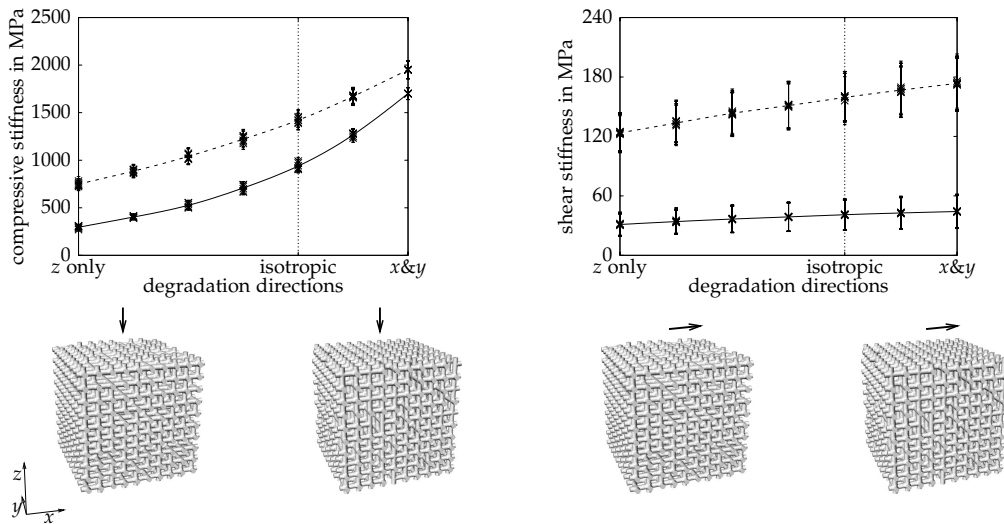 compressive stiffness in MPa
2500
2000
1500
1000
500
0
z only
isotropic
x&y
degradation directions
shear stiffness in MPa
240
180
120
60
0
z only
isotropic
x&y
degradation directions
z
y
x